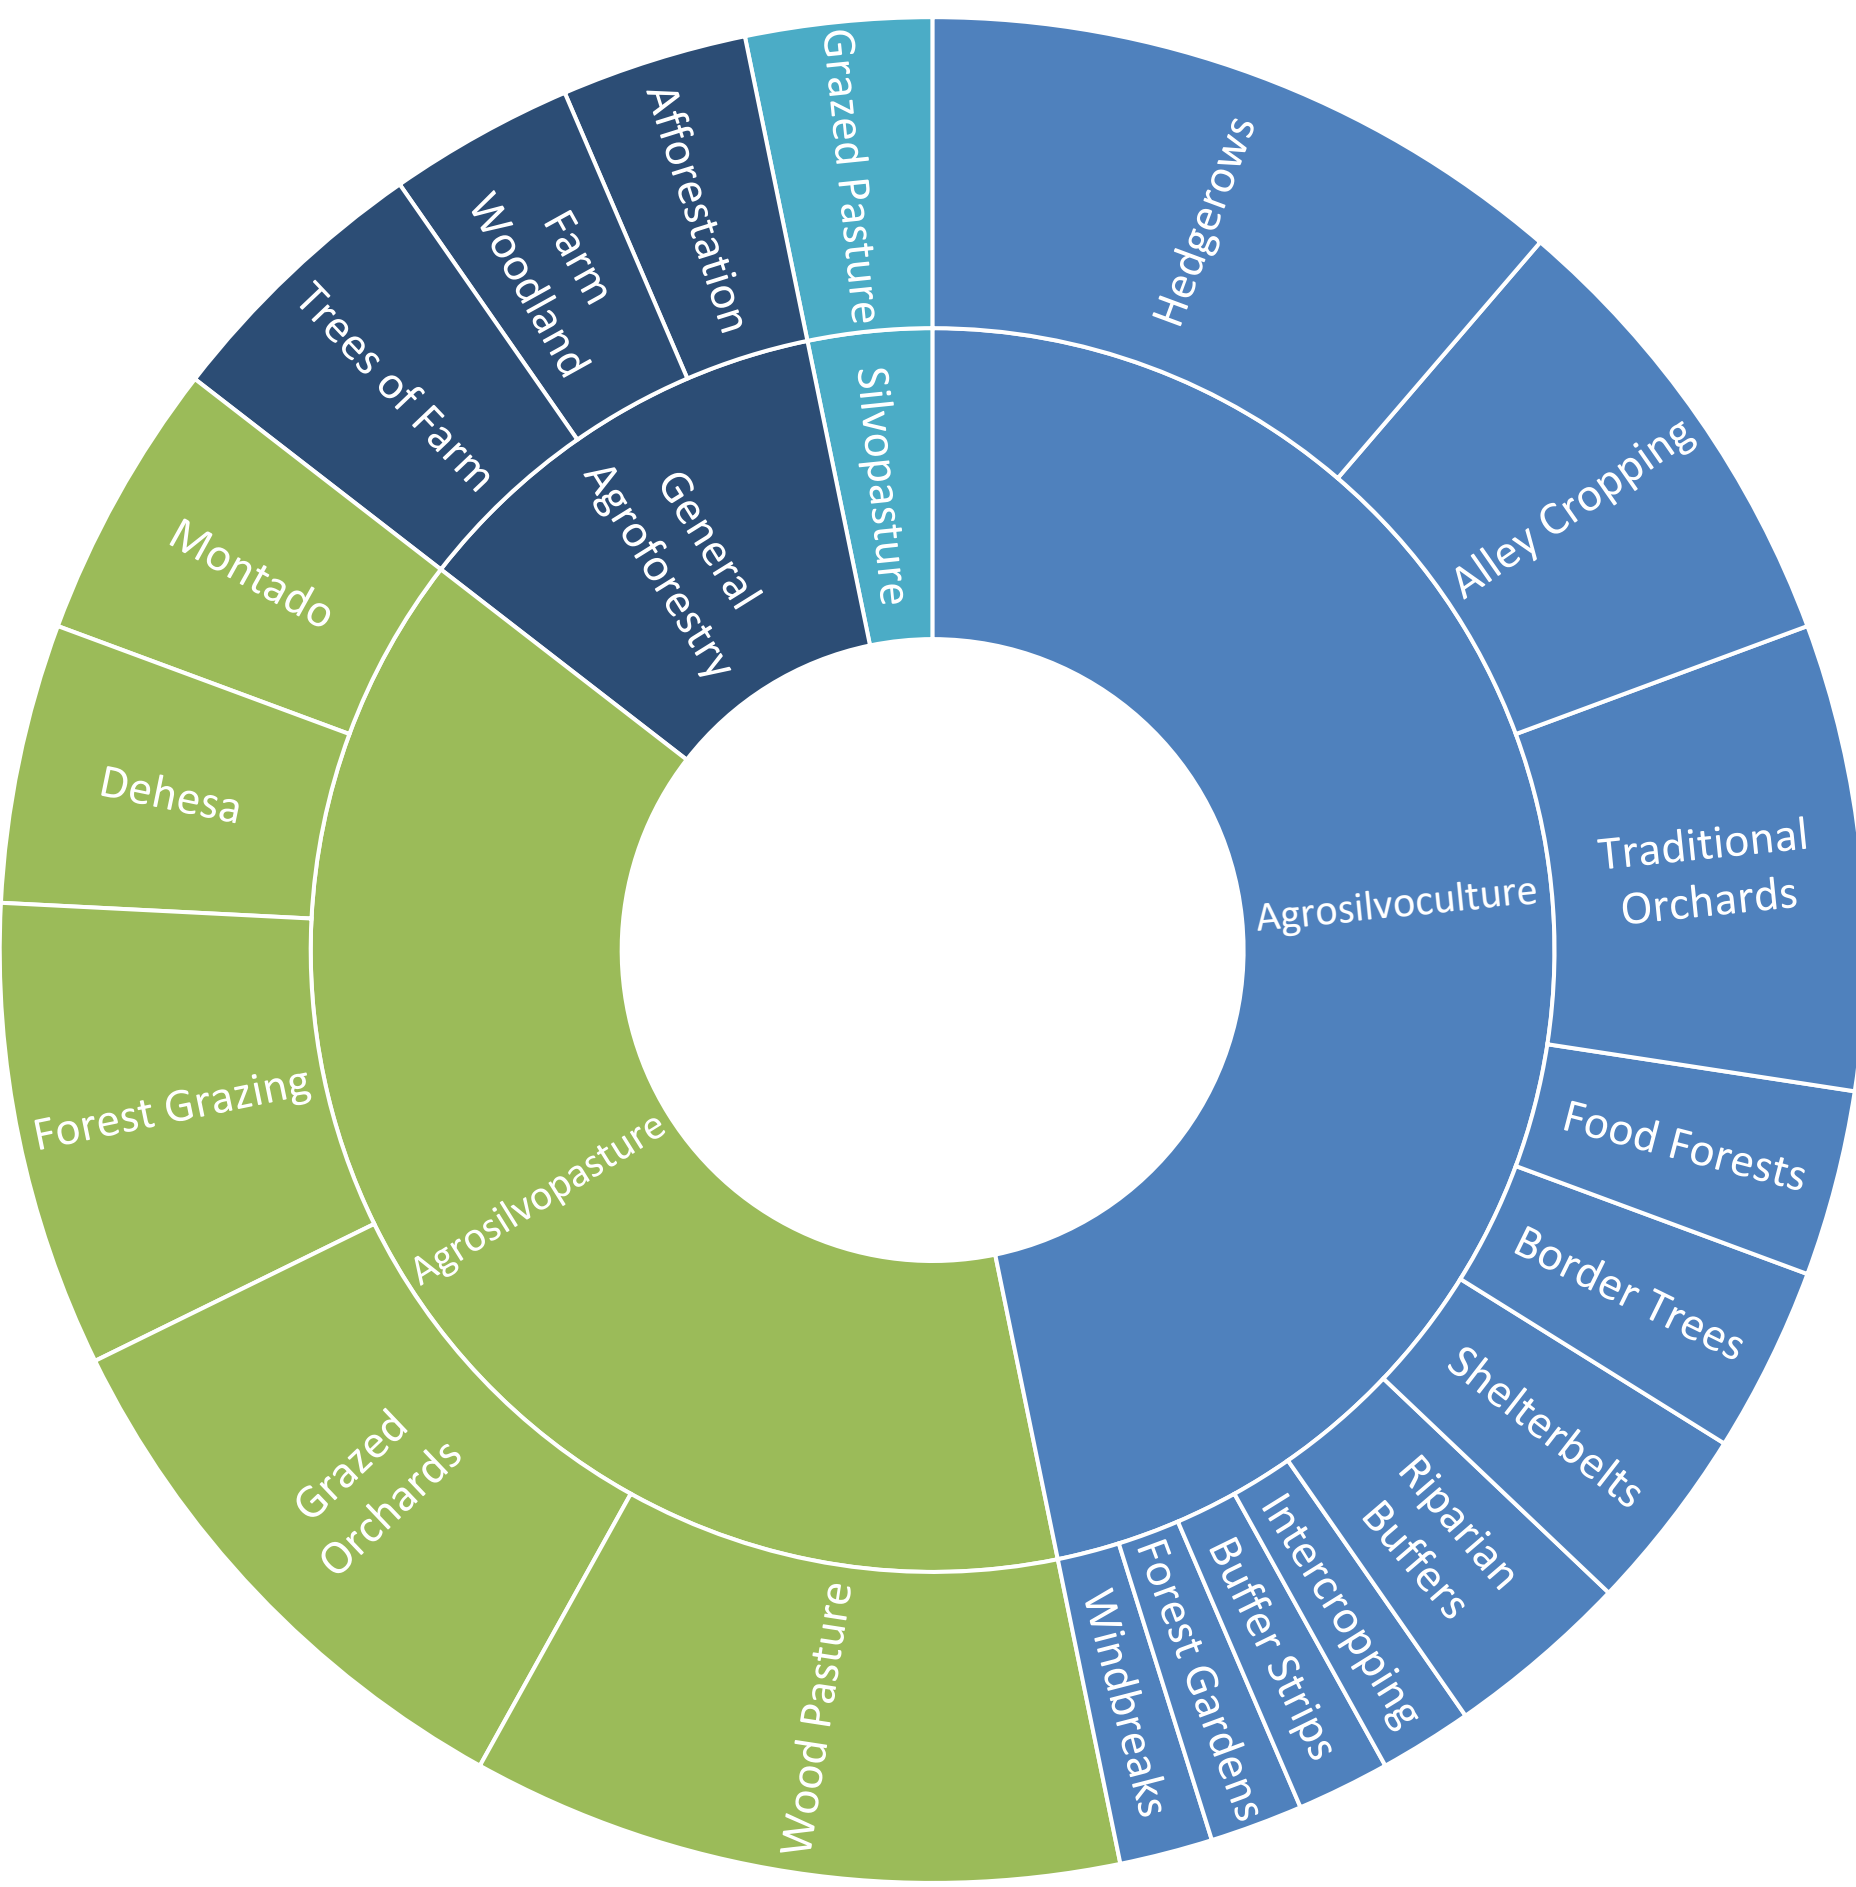 Hedgerows
Alley Cropping
Traditional
Orchards
Food Forests
Border Trees
Shelterbelts
Riparian
Buffers
Intercropping
Buffer Strips
Forest Gardens
Windbreaks
Agrosilvoculture
Wood Pasture
Grazed
Orchards
Forest Grazing
Dehesa
Montado
Agrosilvopasture
Trees of Farm
Farm
Woodland
Afforestation
General
Agroforestry
Grazed Pasture
Silvopasture